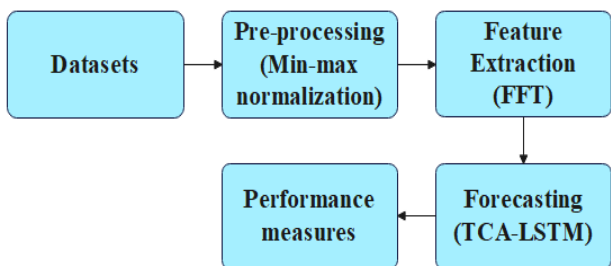 Datasets
Pre-processing
(Min-max
normalization)
Feature
Extraction
(FFT)
Forecasting
(TCA-LSTM)
Performance
measures